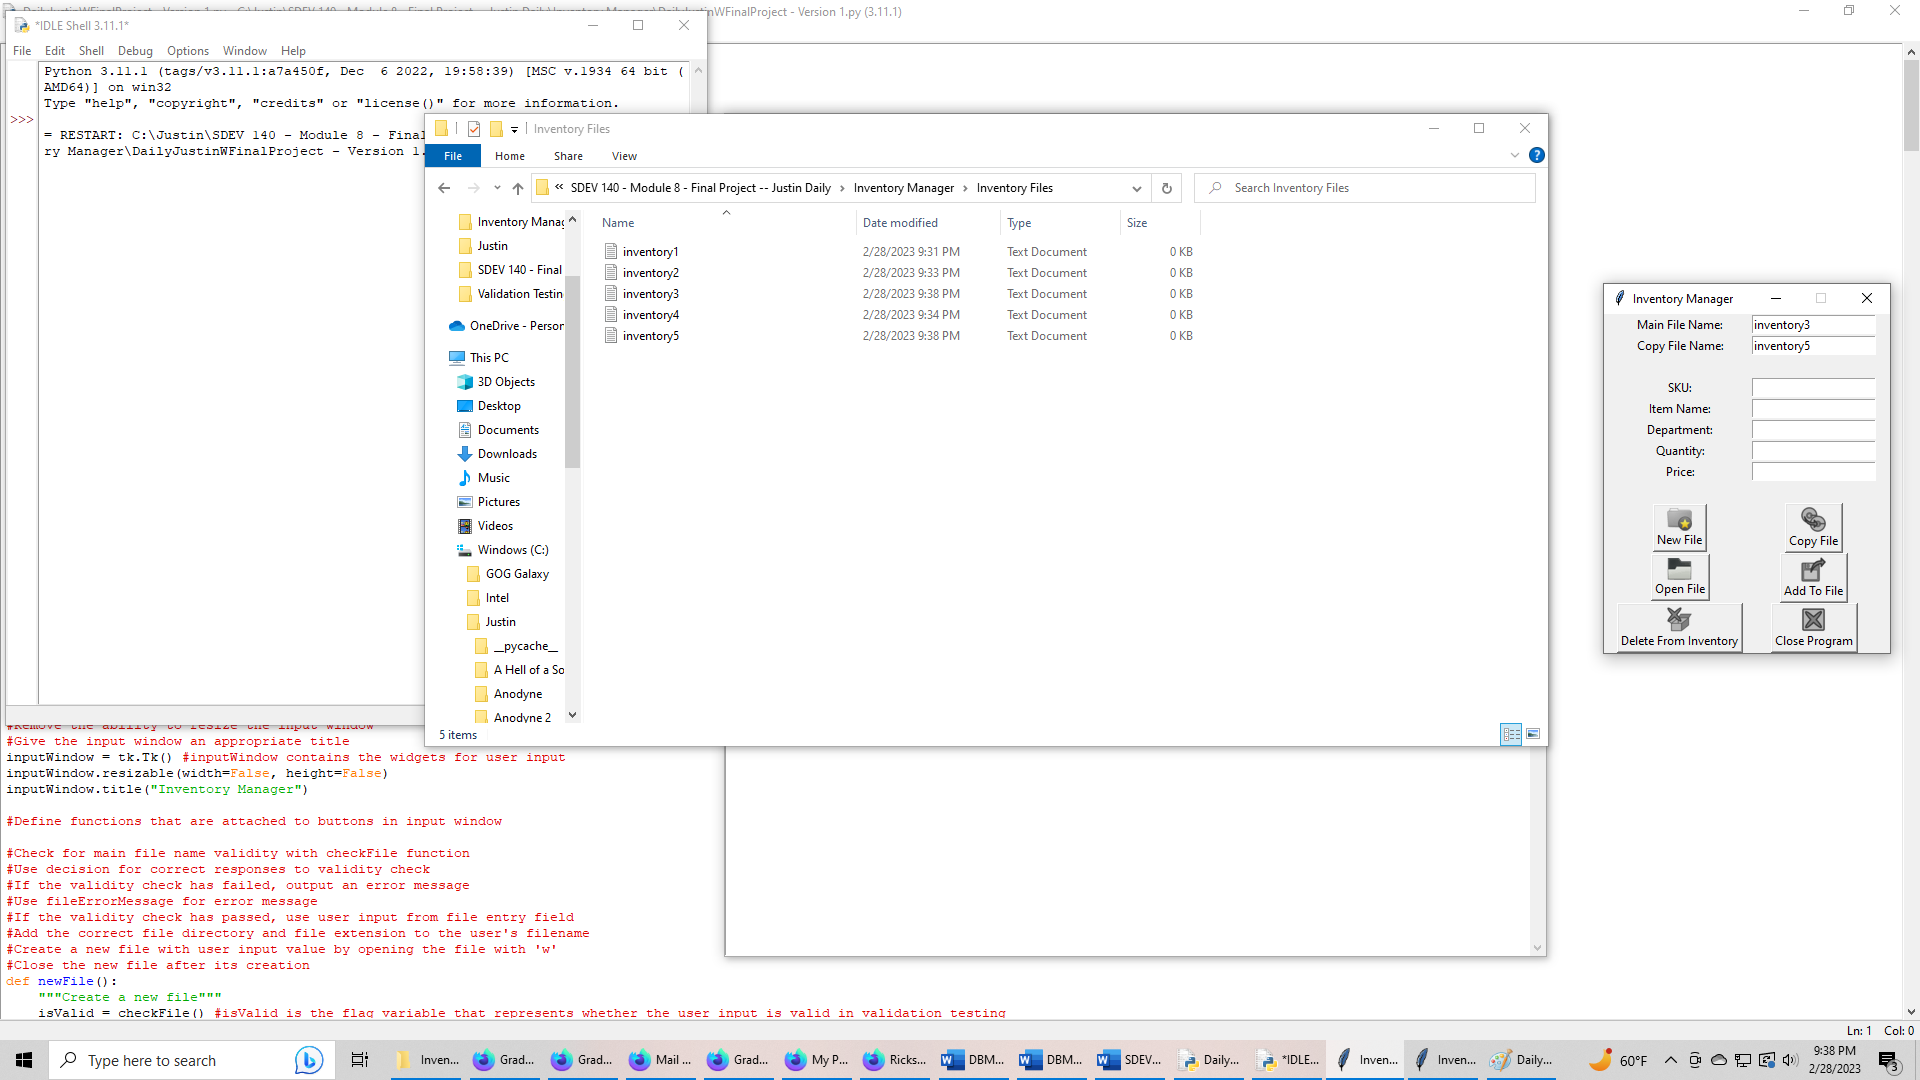 DailyJustinWFinalProject - Version 1.py (3.11.1)
*IDLE Shell 3.11.1*
File Edit Shell Debug Options Window Help
Python 3.11.1 (tags/v3.11.1:a7a450f, Dec  6 2022, 19:58:39) [MSC v.1934 64 bit (
AMD64)] on win32
Type "help", "copyright", "credits" or "license()" for more information.
>>>
= RESTART: C:\Justin\SDEV 140 - Module 8 - Final
ry Manager\DailyJustinWFinalProject - Version 1.
Inventory Files
File Home Share View
« SDEV 140 - Module 8 - Final Project -- Justin Daily › Inventory Manager › Inventory Files
Search Inventory Files
Inventory Manag
Justin
SDEV 140 - Final
Validation Testin
OneDrive - Person
This PC
3D Objects
Desktop
Documents
Downloads
Music
Pictures
Videos
Windows (C:)
GOG Galaxy
Intel
Justin
__pycache__
A Hell of a So
Anodyne
Anodyne 2
Name Date modified Type Size
inventory1 2/28/2023 9:31 PM Text Document 0 KB
inventory2 2/28/2023 9:33 PM Text Document 0 KB
inventory3 2/28/2023 9:38 PM Text Document 0 KB
inventory4 2/28/2023 9:34 PM Text Document 0 KB
inventory5 2/28/2023 9:38 PM Text Document 0 KB
5 items
Inventory Manager
Main File Name: inventory3
Copy File Name: inventory5
SKU:
Item Name:
Department:
Quantity:
Price:
New File Copy File
Open File Add To File
Delete From Inventory Close Program
#Remove the ability to resize the input window
#Give the input window an appropriate title
inputWindow = tk.Tk() #inputWindow contains the widgets for user input
inputWindow.resizable(width=False, height=False)
inputWindow.title("Inventory Manager")
#Define functions that are attached to buttons in input window
#Check for main file name validity with checkFile function
#Use decision for correct responses to validity check
#If the validity check has failed, output an error message
#Use fileErrorMessage for error message
#If the validity check has passed, use user input from file entry field
#Add the correct file directory and file extension to the user's filename
#Create a new file with user input value by opening the file with 'w'
#Close the new file after its creation
def newFile():
    """Create a new file"""
    isValid = checkFile() #isValid is the flag variable that represents whether the user input is valid in validation testing
Ln: 1 Col: 0
Type here to search
Inven... Grad... Grad... Mail ... Grad... My P... Ricks... DBM... DBM... SDEV... Daily... *IDLE... Inven... Inven... Daily...
60°F
9:38 PM
2/28/2023
3